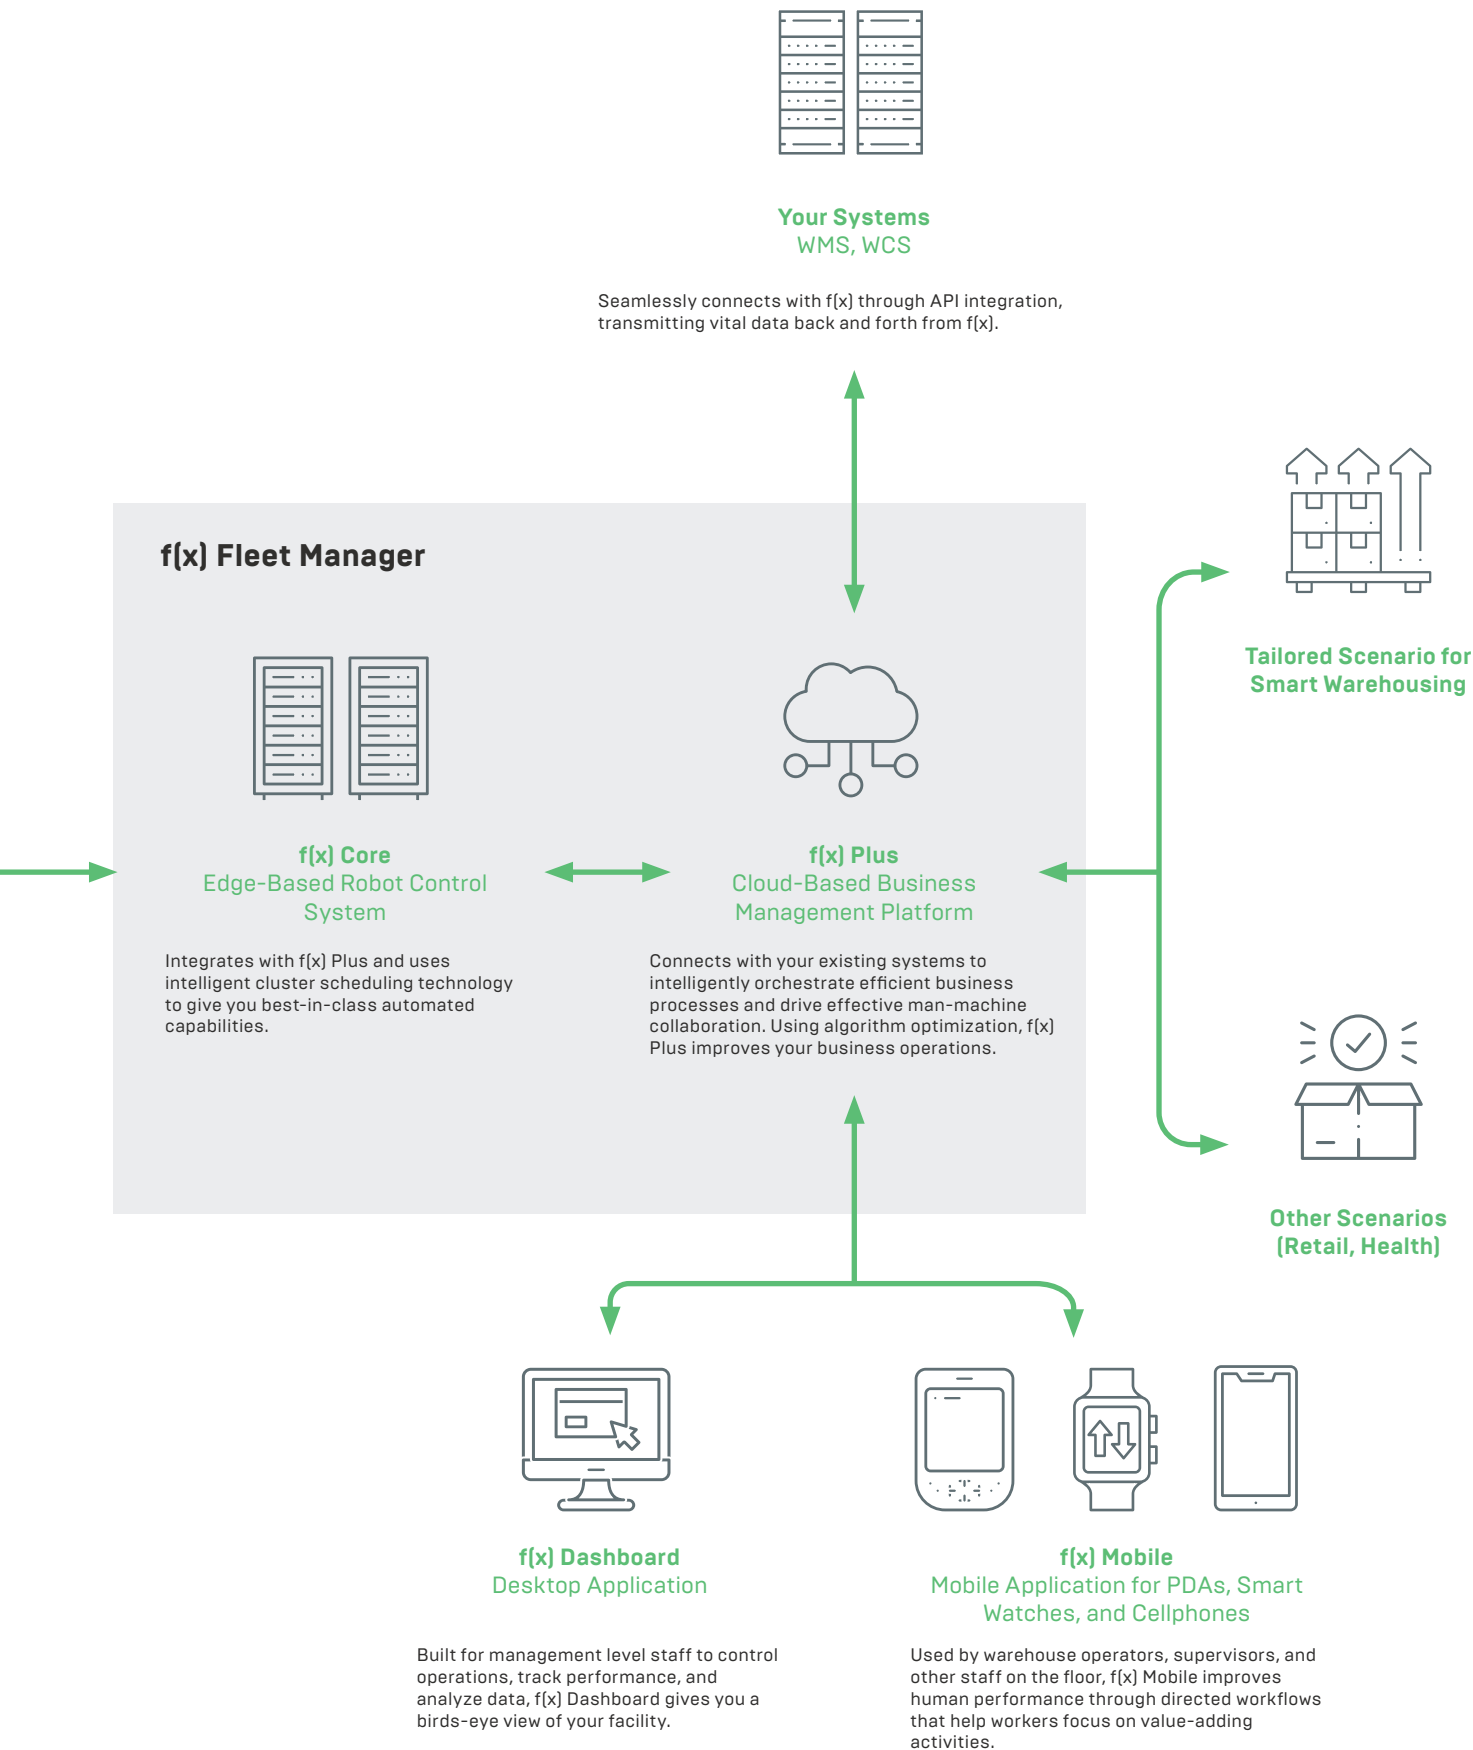 Your Systems
WMS, WCS
Seamlessly connects with f(x) through API integration,
transmitting vital data back and forth from f(x).
f(x) Fleet Manager
Tailored Scenario for
Smart Warehousing
f(x) Core
Edge-Based Robot Control
System
Integrates with f(x) Plus and uses
intelligent cluster scheduling technology
to give you best-in-class automated
capabilities.
f(x) Plus
Cloud-Based Business
Management Platform
Connects with your existing systems to
intelligently orchestrate efficient business
processes and drive effective man-machine
collaboration. Using algorithm optimization, f(x)
Plus improves your business operations.
Other Scenarios
(Retail, Health)
f(x) Dashboard
Desktop Application
Built for management level staff to control
operations, track performance, and
analyze data, f(x) Dashboard gives you a
birds-eye view of your facility.
f(x) Mobile
Mobile Application for PDAs, Smart
Watches, and Cellphones
Used by warehouse operators, supervisors, and
other staff on the floor, f(x) Mobile improves
human performance through directed workflows
that help workers focus on value-adding
activities.